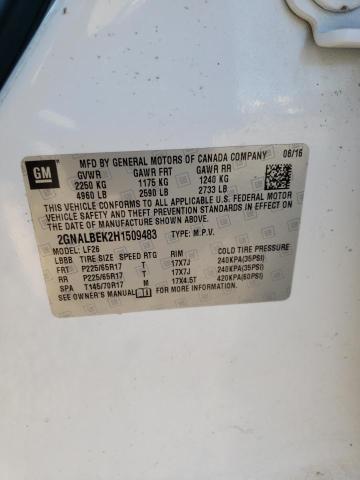 GM
MFD BY GENERAL MOTORS OF CANADA COMPANY 06/16
GVWR GAWR FRT GAWR RR
2250 KG 1175 KG 1240 KG
4960 LB 2590 LB 2733 LB
THIS VEHICLE CONFORMS TO ALL APPLICABLE U.S. FEDERAL MOTOR
VEHICLE SAFETY AND THEFT PREVENTION STANDARDS IN EFFECT ON THE
DATE OF MANUFACTURE SHOWN ABOVE.
2GNALBEK2H1509483 TYPE: M.P.V.
MODEL: LF26
LBBB TIRE SIZE SPEED RTG RIM COLD TIRE PRESSURE
FRT P225/65R17 T 17X7J 240KPA(35PSI)
RR P225/65R17 T 17X7J 240KPA(35PSI)
SPA T145/70R17 M 17X4.5T 420KPA(60PSI)
SEE OWNER'S MANUAL FOR MORE INFORMATION